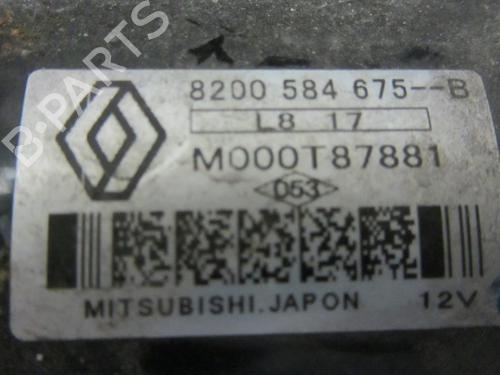 8200 584 675--B
L8 17
M000T87881
D53
MITSUBISHI.JAPON 12V
B-PARTS